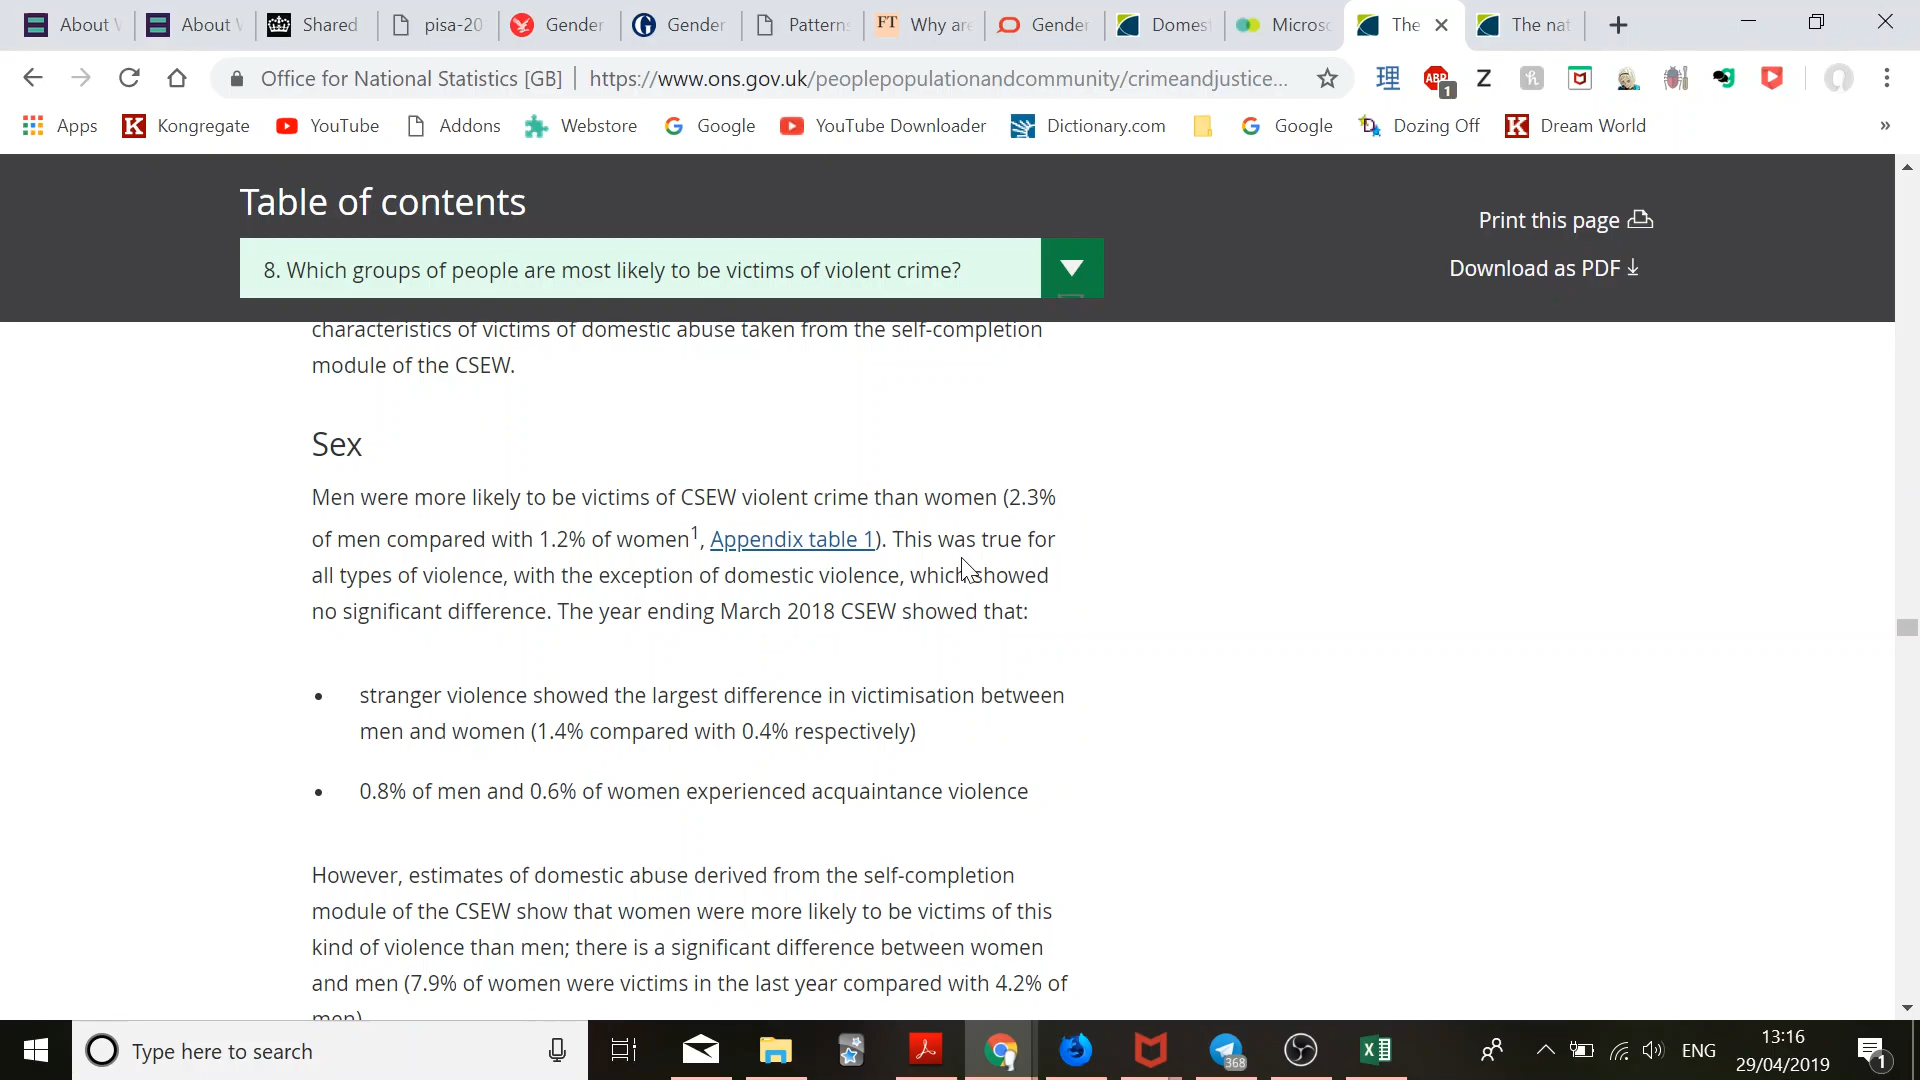 About W
About W
Shared
pisa-20
Gender
Gender
Patterns
FT Why are
Gender
Domest
Microso
The
The nat
Office for National Statistics [GB] | https://www.ons.gov.uk/peoplepopulationandcommunity/crimeandjustice...
理
ABP
1
Z
Apps
K Kongregate
YouTube
Addons
Webstore
Google
YouTube Downloader
Dictionary.com
Google
Dozing Off
K Dream World
»
Table of contents
Print this page
8. Which groups of people are most likely to be victims of violent crime?
Download as PDF
characteristics of victims of domestic abuse taken from the self-completion
module of the CSEW.
Sex
Men were more likely to be victims of CSEW violent crime than women (2.3%
of men compared with 1.2% of women¹, Appendix table 1). This was true for
all types of violence, with the exception of domestic violence, which showed
no significant difference. The year ending March 2018 CSEW showed that:
• stranger violence showed the largest difference in victimisation between
men and women (1.4% compared with 0.4% respectively)
• 0.8% of men and 0.6% of women experienced acquaintance violence
However, estimates of domestic abuse derived from the self-completion
module of the CSEW show that women were more likely to be victims of this
kind of violence than men; there is a significant difference between women
and men (7.9% of women were victims in the last year compared with 4.2% of
men)
Type here to search
368
ENG
13:16
29/04/2019
1